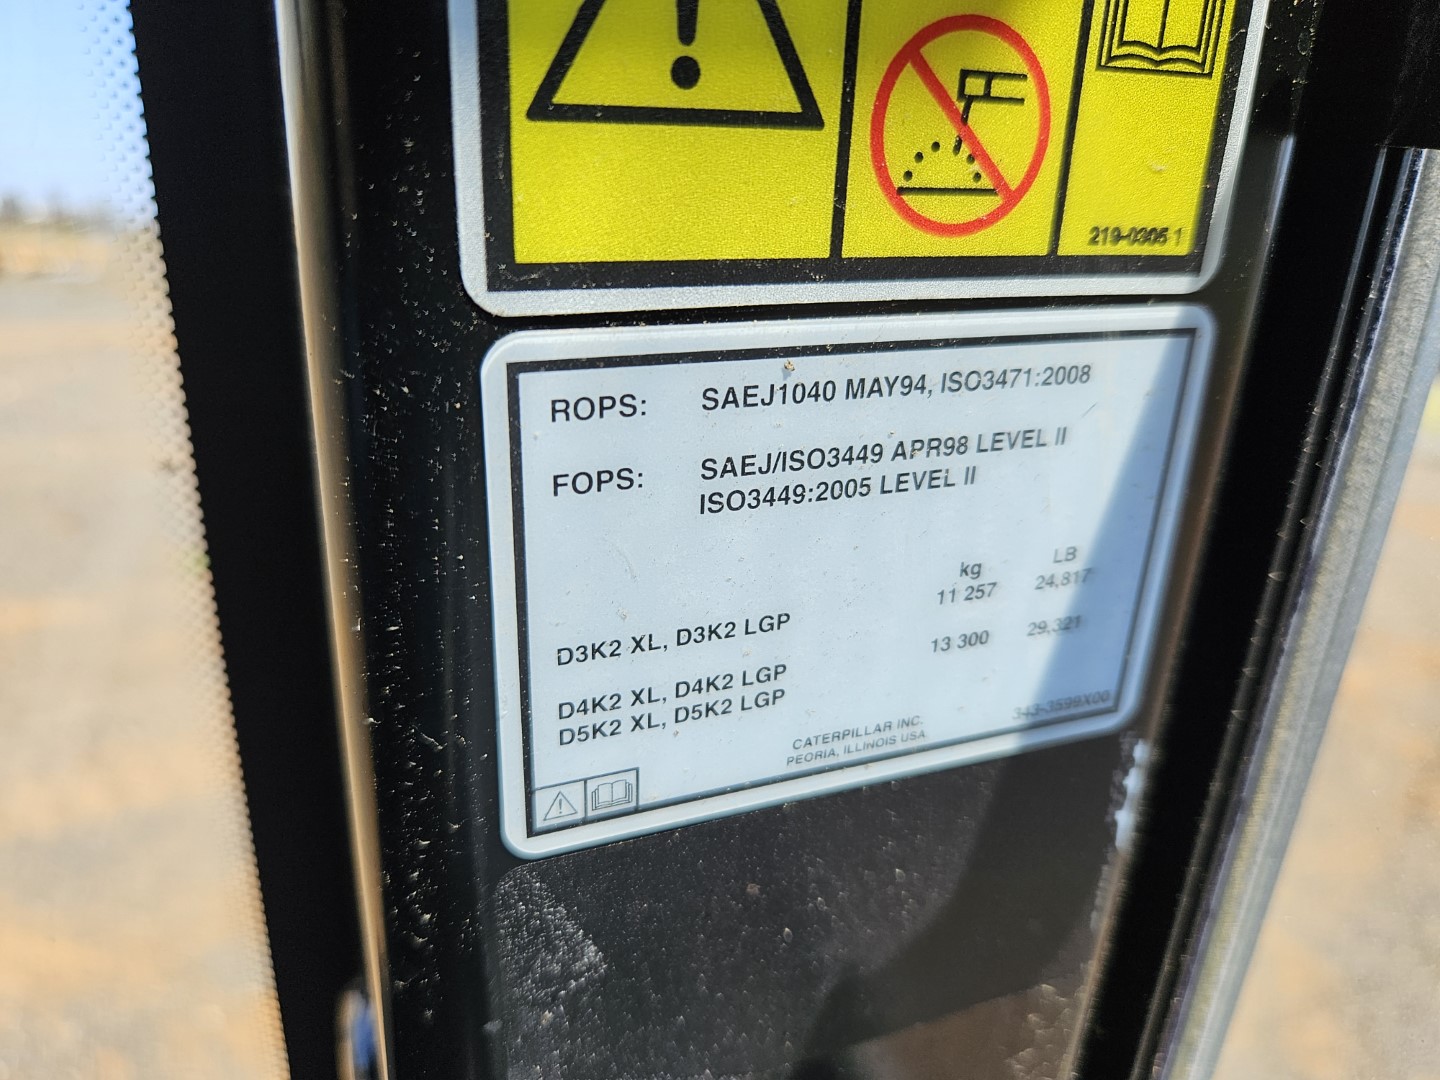 219-0305 1
ROPS: SAEJ1040 MAY94, ISO3471:2008
FOPS: SAEJ/ISO3449 APR98 LEVEL II
ISO3449:2005 LEVEL II
kg LB
D3K2 XL, D3K2 LGP 11 257 24,817
D4K2 XL, D4K2 LGP 13 300 29,321
D5K2 XL, D5K2 LGP
CATERPILLAR INC.
PEORIA, ILLINOIS USA
343-3599X00